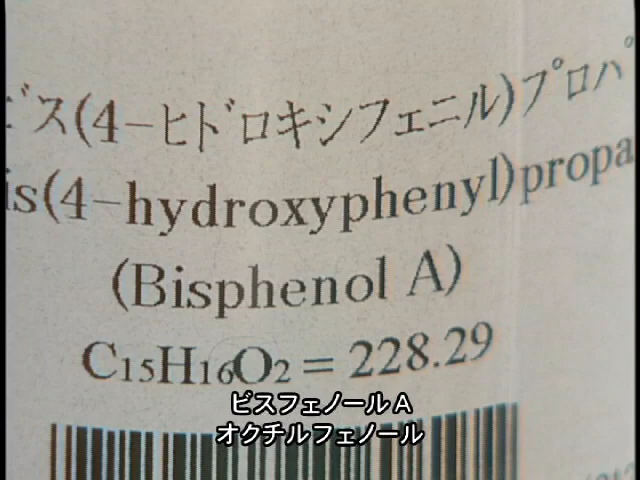 ビス(4-ヒドロキシフェニル)プロパ
is(4-hydroxyphenyl)propa
(Bisphenol A)
C15H16O2 = 228.29
ビスフェノールA
オクチルフェノール